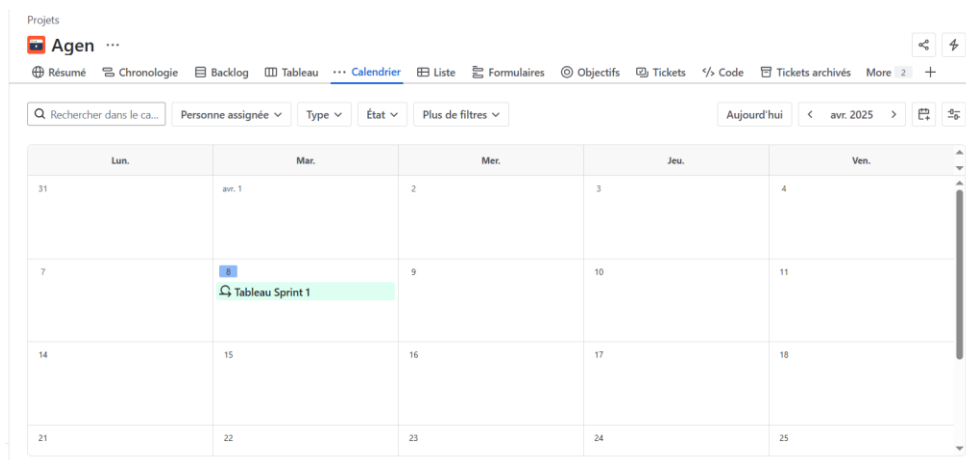 Projets
Agen ...
Résumé Chronologie Backlog Tableau Calendrier Liste Formulaires Objectifs Tickets Code Tickets archivés More 2
Rechercher dans le ca... Personne assignée Type État Plus de filtres Aujourd'hui avr. 2025
Lun. Mar. Mer. Jeu. Ven.
31 avr. 1 2 3 4
7 8 9 10 11
Tableau Sprint 1
14 15 16 17 18
21 22 23 24 25